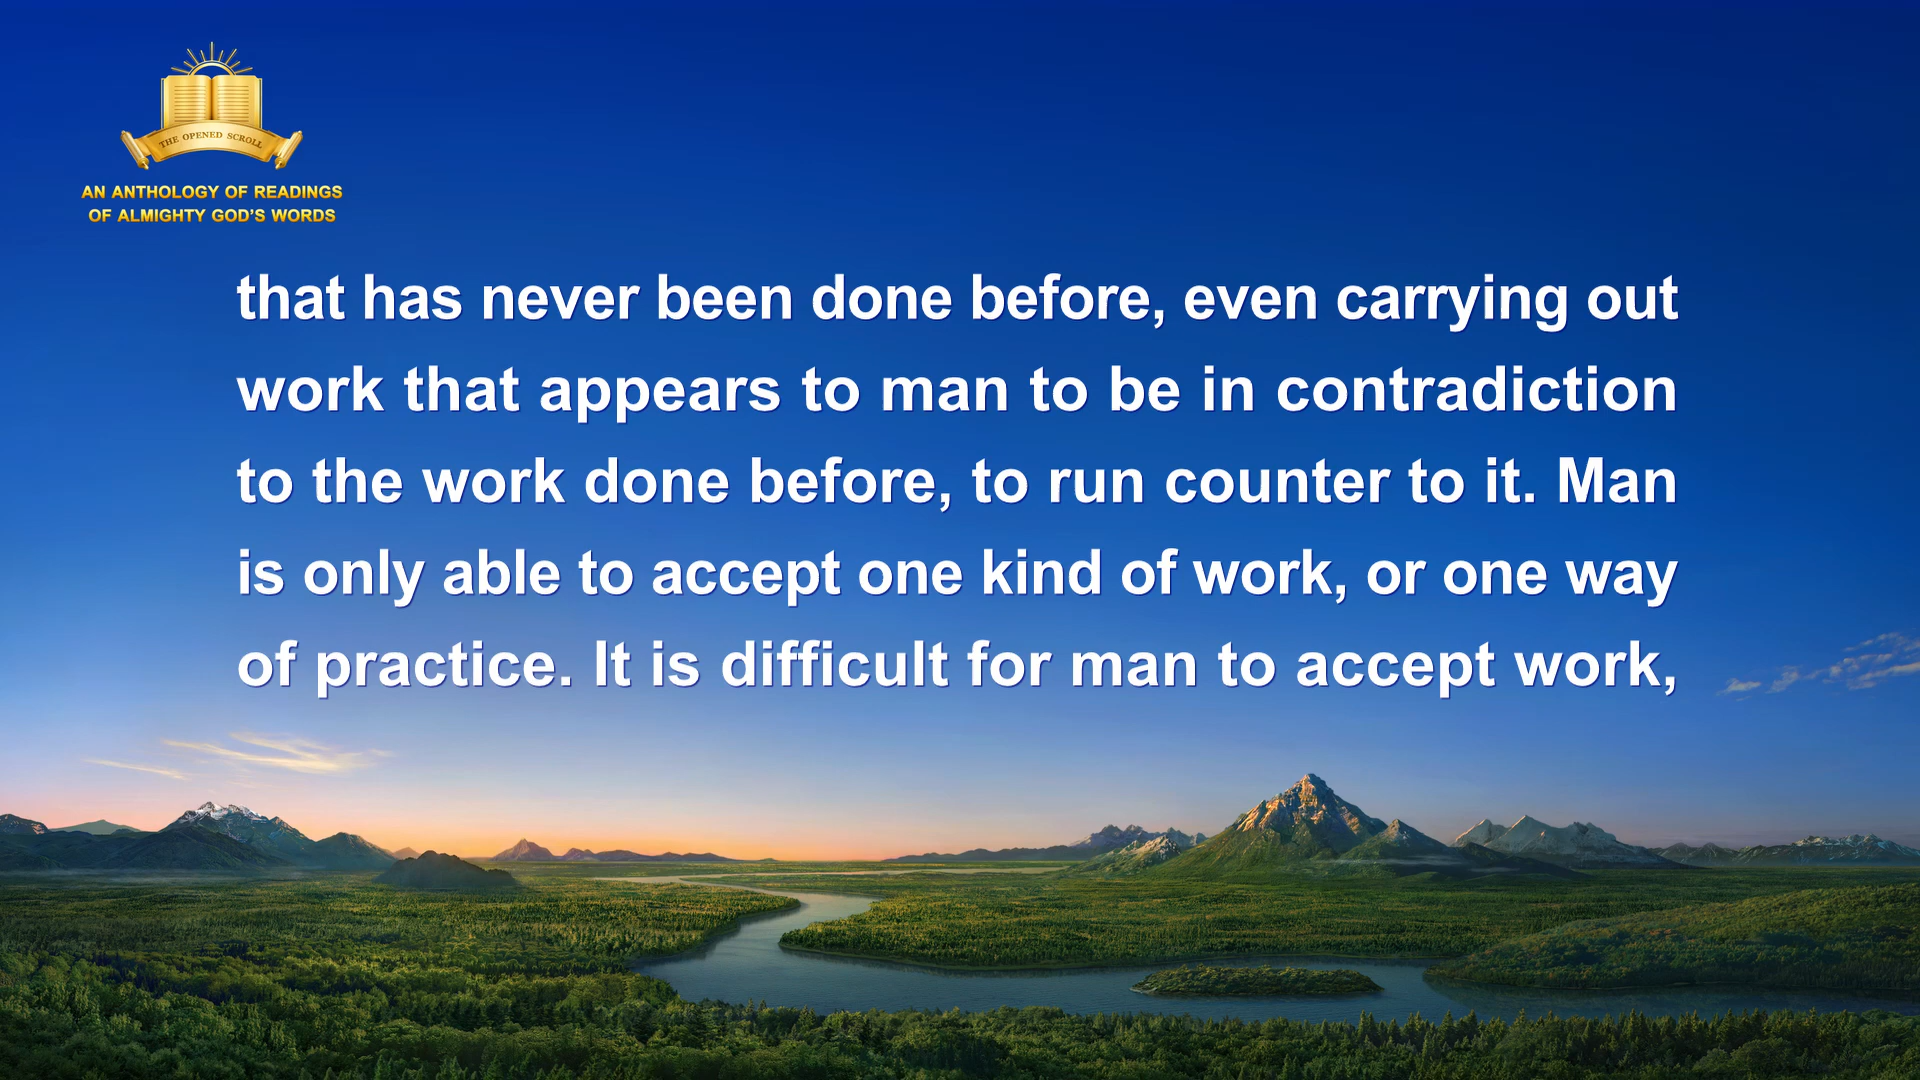 THE OPENED SCROLL
AN ANTHOLOGY OF READINGS
OF ALMIGHTY GOD'S WORDS
that has never been done before, even carrying out
work that appears to man to be in contradiction
to the work done before, to run counter to it. Man
is only able to accept one kind of work, or one way
of practice. It is difficult for man to accept work,